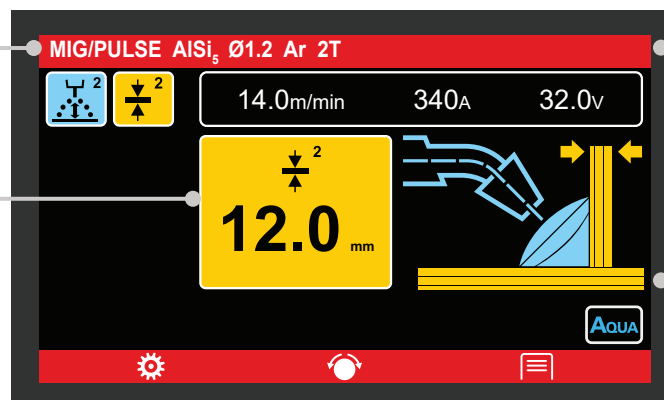 MIG/PULSE AlSi₅ Ø1.2 Ar 2T
2 2
14.0m/min 340A 32.0V
2
12.0 mm
AQUA